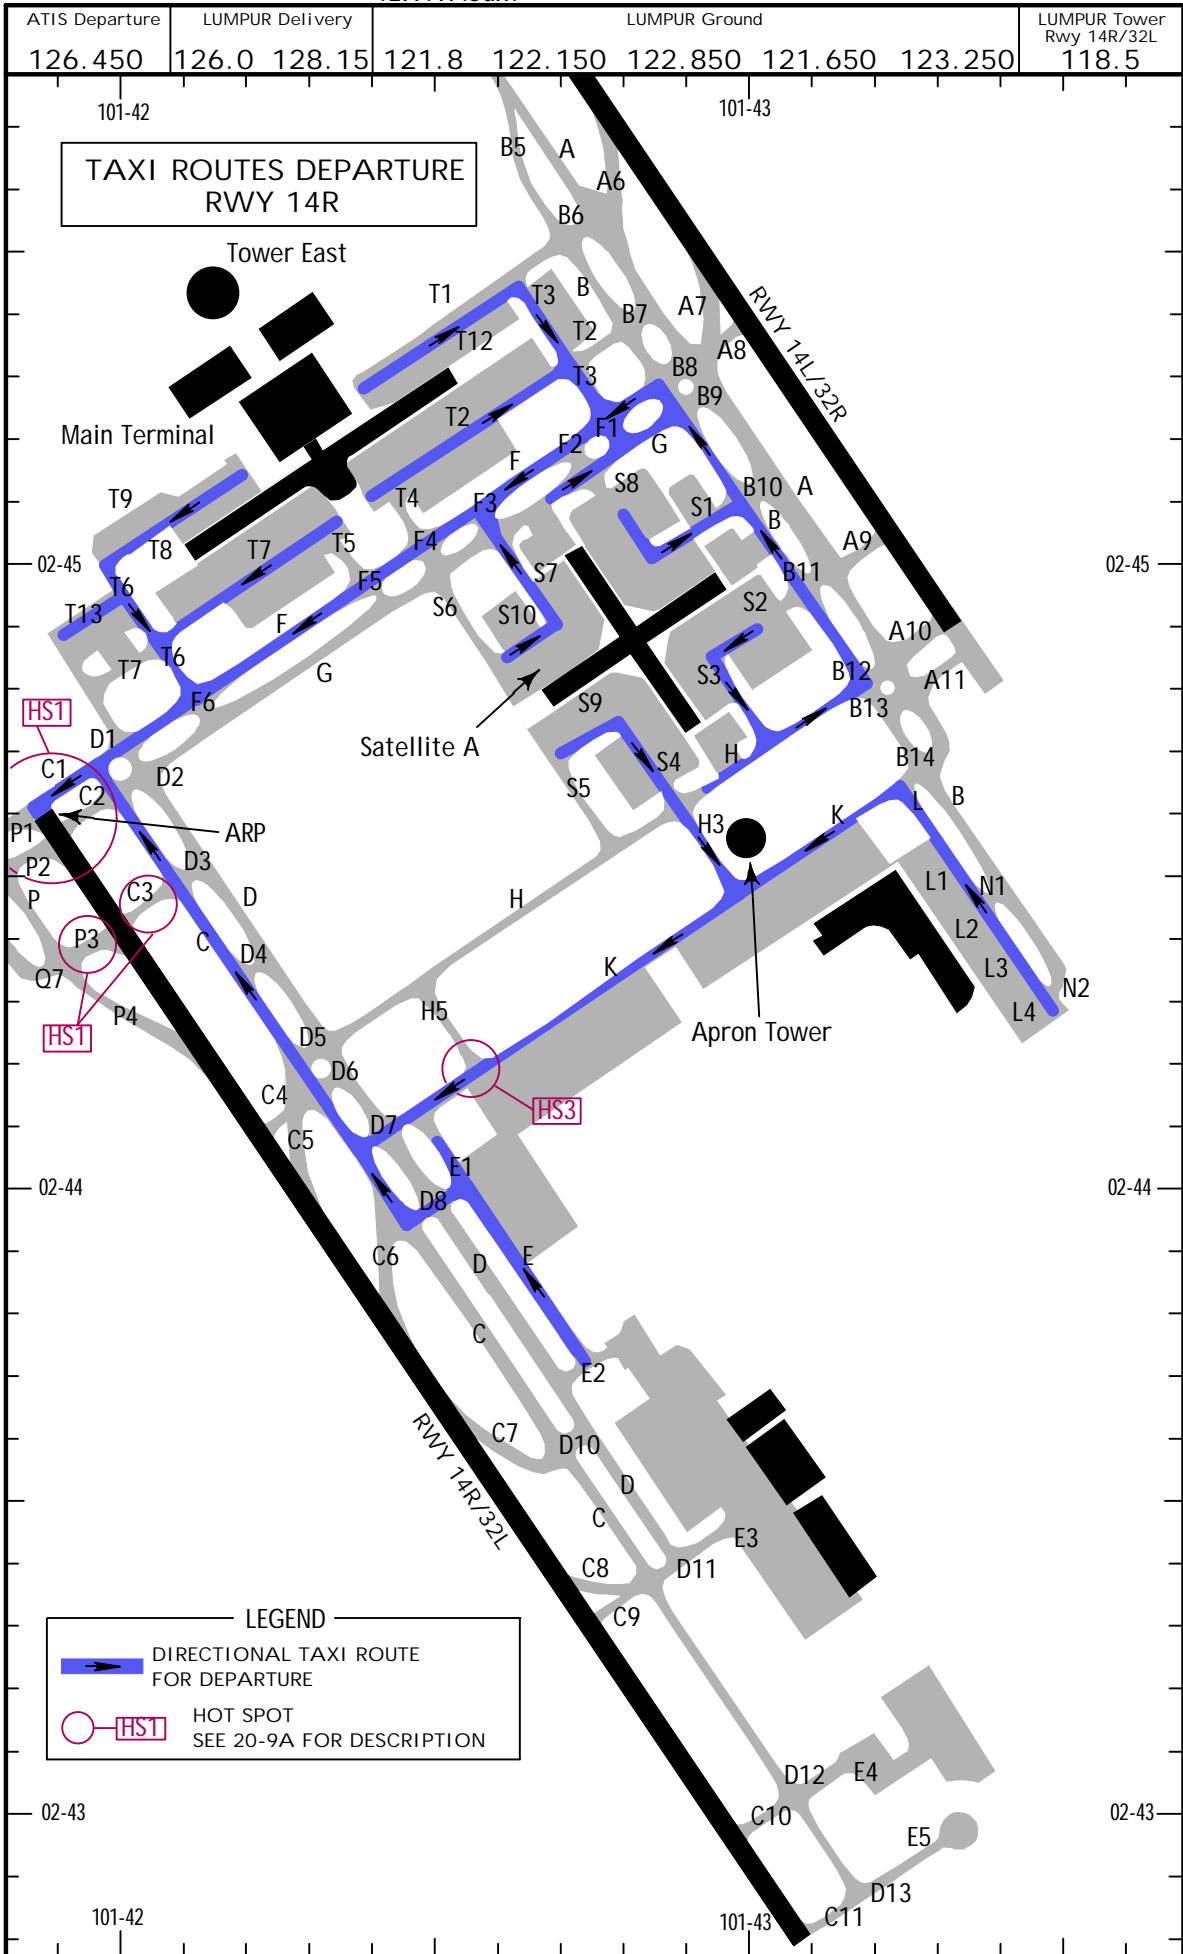 ATIS Departure
126.450
LUMPUR Delivery
126.0 128.15
LUMPUR Ground
121.8 122.150 122.850 121.650 123.250
LUMPUR Tower
Rwy 14R/32L
118.5
101-42
101-43
TAXI ROUTES DEPARTURE
RWY 14R
B5
A
A6
B6
Tower East
B
T1
T3
A7
B7
RWY 14L/32R
T2
T12
A8
T3
B8
B9
T2
Main Terminal
F1
F2
G
F
S8
B10
A
T9
T4
F3
S1
B
T8
T7
T5
F4
A9
02-45
02-45
S7
B11
T6
F5
S6
S10
S2
T13
F
A10
T7
T6
G
S3
B12
A11
F6
S9
B13
HS1
D1
Satellite A
H
B14
C1
D2
S4
S5
C2
L
B
K
P1
ARP
H3
P2
D3
L1
N1
C3
P
D
H
L2
P3
C
D4
K
L3
Q7
N2
P4
H5
L4
HS1
D5
Apron Tower
D6
C4
HS3
D7
C5
E1
02-44
02-44
D8
C6
D
E
C
E2
RWY 14R/32L
C7
D10
D
C
E3
C8
D11
C9
LEGEND
DIRECTIONAL TAXI ROUTE
FOR DEPARTURE
HS1
HOT SPOT
SEE 20-9A FOR DESCRIPTION
D12
E4
C10
02-43
02-43
E5
D13
C11
101-42
101-43